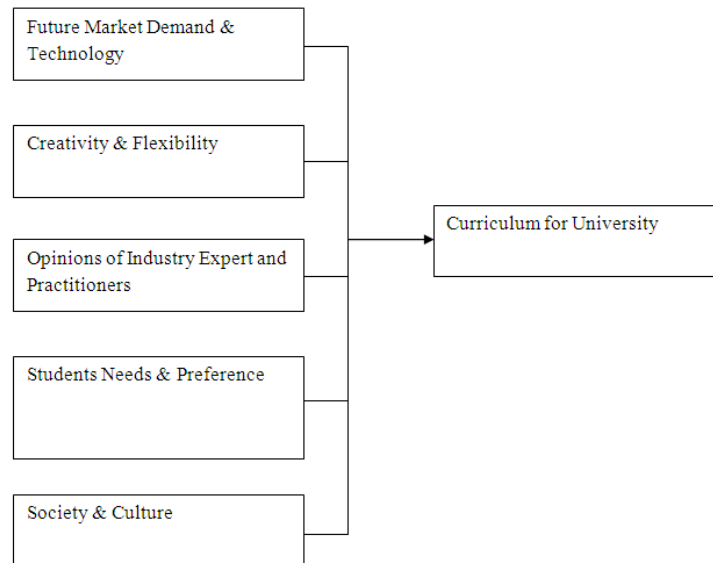 Future Market Demand &
Technology
Creativity & Flexibility
Opinions of Industry Expert and
Practitioners
Students Needs & Preference
Society & Culture
Curriculum for University